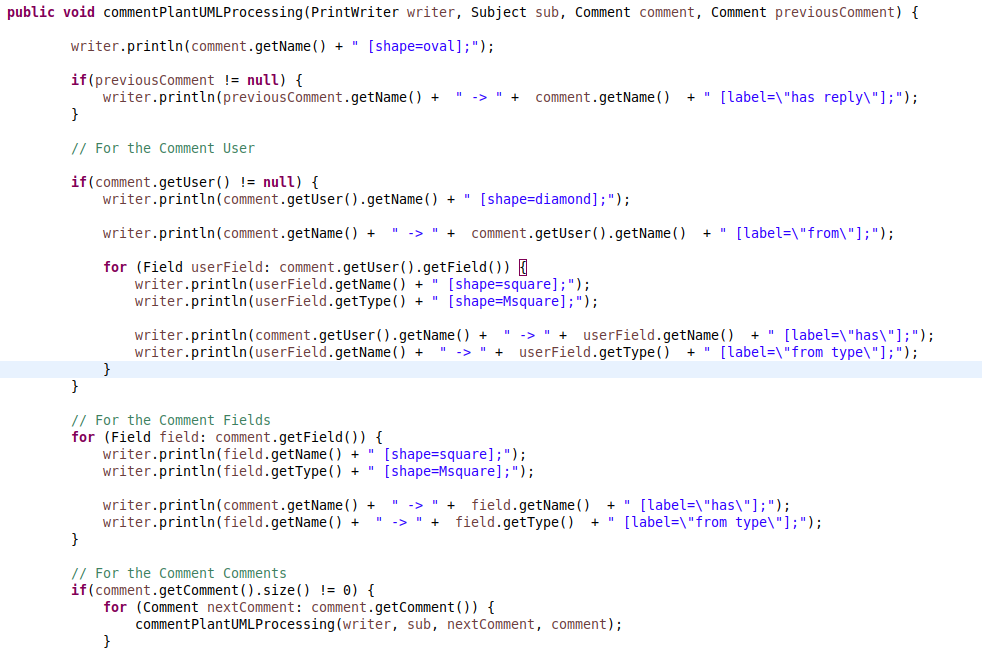 public void commentPlantUMLProcessing(PrintWriter writer, Subject sub, Comment comment, Comment previousComment) {
writer.println(comment.getName() + " [shape=oval];");
if(previousComment != null) {
writer.println(previousComment.getName() +  " -> " +  comment.getName()  + " [label=\"has reply\"];");
}
// For the Comment User
if(comment.getUser() != null) {
writer.println(comment.getUser().getName() + " [shape=diamond];");
writer.println(comment.getName() +  " -> " +  comment.getUser().getName()  + " [label=\"from\"];");
for (Field userField: comment.getUser().getField()) {
writer.println(userField.getName() + " [shape=square];");
writer.println(userField.getType() + " [shape=Msquare];");
writer.println(comment.getUser().getName() +  " -> " +  userField.getName()  + " [label=\"has\"];");
writer.println(userField.getName() +  " -> " +  userField.getType()  + " [label=\"from type\"];");
}
}
// For the Comment Fields
for (Field field: comment.getField()) {
writer.println(field.getName() + " [shape=square];");
writer.println(field.getType() + " [shape=Msquare];");
writer.println(comment.getName() +  " -> " +  field.getName()  + " [label=\"has\"];");
writer.println(field.getName() +  " -> " +  field.getType()  + " [label=\"from type\"];");
}
// For the Comment Comments
if(comment.getComment().size() != 0) {
for (Comment nextComment: comment.getComment()) {
commentPlantUMLProcessing(writer, sub, nextComment, comment);
}